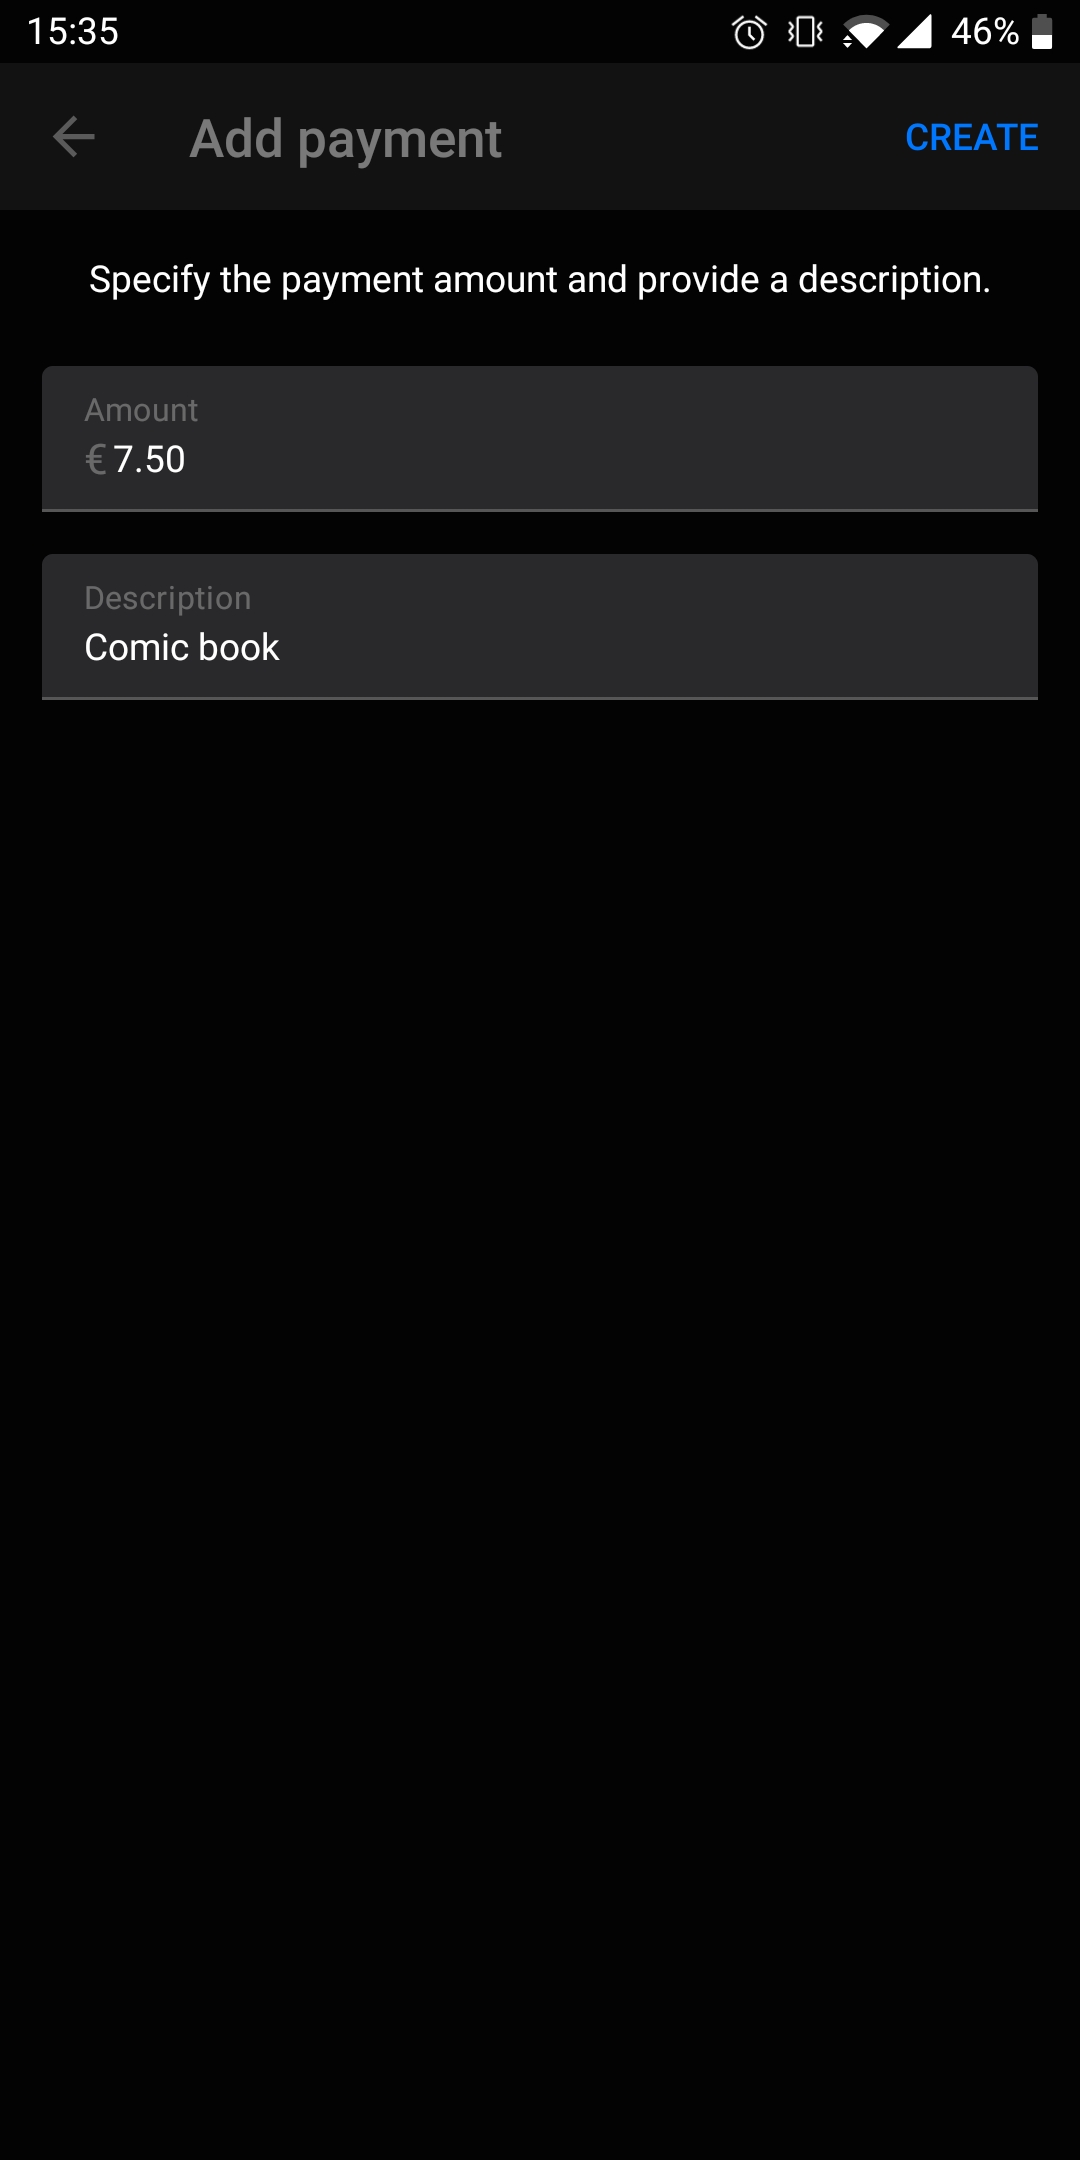 15:35
46%
Add payment
CREATE
Specify the payment amount and provide a description.
Amount
€ 7.50
Description
Comic book